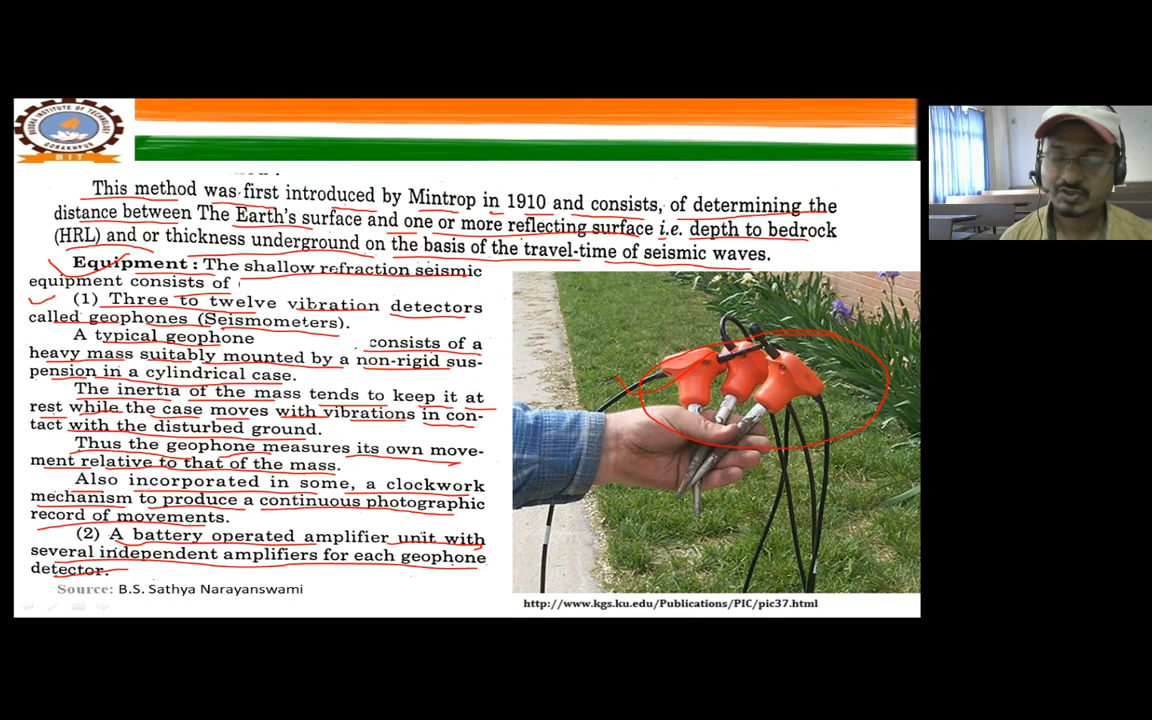 BUDDHA INSTITUTE OF TECHNOLOGY
GORAKHPUR
BIT
This method was first introduced by Mintrop in 1910 and consists, of determining the
distance between The Earth's surface and one or more reflecting surface i.e. depth to bedrock
(HRL) and or thickness underground on the basis of the travel-time of seismic waves.
Equipment : The shallow refraction seismic
equipment consists of
(1) Three to twelve vibration detectors
called geophones (Seismometers).
A typical geophone consists of a
heavy mass suitably mounted by a non-rigid sus-
pension in a cylindrical case.
The inertia of the mass tends to keep it at
rest while the case moves with vibrations in con-
tact with the disturbed ground.
Thus the geophone measures its own move-
ment relative to that of the mass.
Also incorporated in some, a clockwork
mechanism to produce a continuous photographic
record of movements.
(2) A battery operated amplifier unit with
several independent amplifiers for each geophone
detector.
Source: B.S. Sathya Narayanswami
http://www.kgs.ku.edu/Publications/PIC/pic37.html